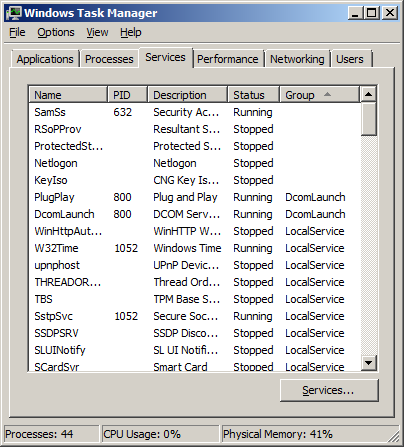 Windows Task Manager
File Options View Help
Applications Processes Services Performance Networking Users
Name PID Description Status Group
SamSs 632 Security Ac... Running
RSoPProv Resultant S... Stopped
ProtectedSt... Protected S... Stopped
Netlogon Netlogon Stopped
KeyIso CNG Key Is... Stopped
PlugPlay 800 Plug and Play Running DcomLaunch
DcomLaunch 800 DCOM Serv... Running DcomLaunch
WinHttpAut... WinHTTP W... Stopped LocalService
W32Time 1052 Windows Time Running LocalService
upnphost UPnP Devic... Stopped LocalService
THREADOR... Thread Ord... Stopped LocalService
TBS TPM Base S... Stopped LocalService
SstpSvc 1052 Secure Soc... Running LocalService
SSDPSRV SSDP Disco... Stopped LocalService
SLUINotify SL UI Notifi... Stopped LocalService
SCardSvr Smart Card Stopped LocalService
Services...
Processes: 44 CPU Usage: 0% Physical Memory: 41%